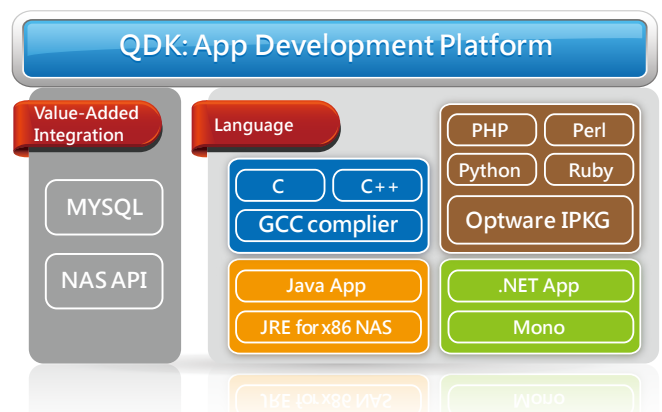 QDK: App Development Platform
Value-Added
Integration
MYSQL
NAS API
Language
C
C++
GCC complier
PHP
Perl
Python
Ruby
Optware IPKG
Java App
JRE for x86 NAS
.NET App
Mono